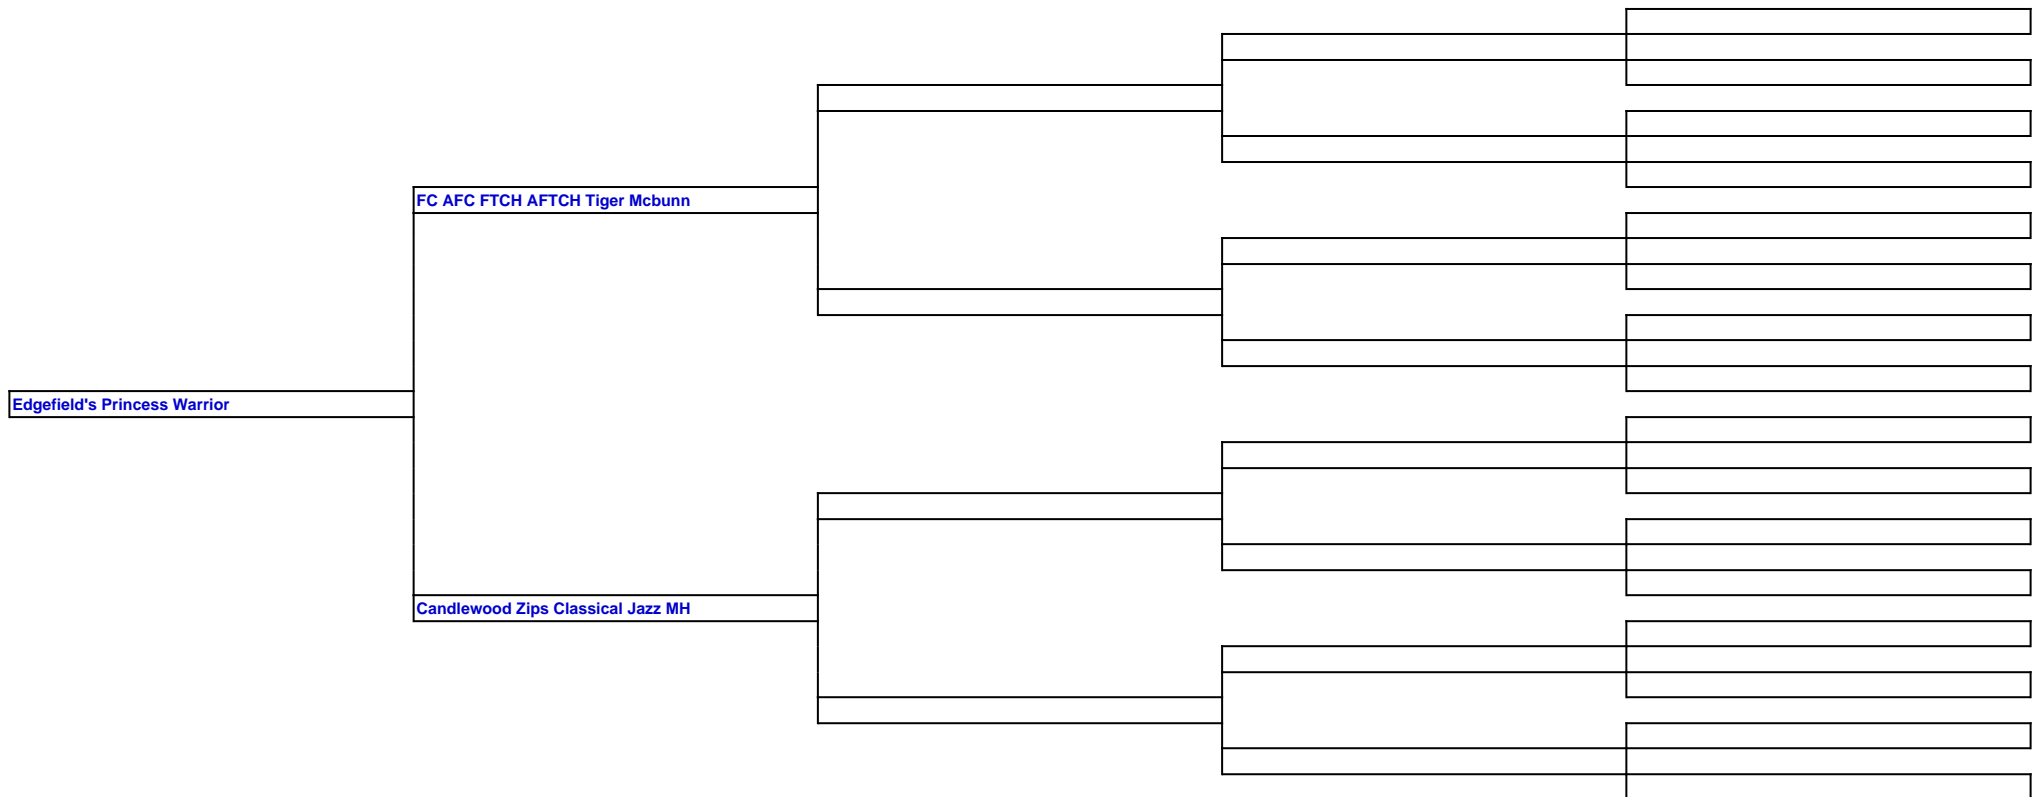 FC AFC FTCH AFTCH Tiger Mcbunn
Edgefield's Princess Warrior
Candlewood Zips Classical Jazz MH